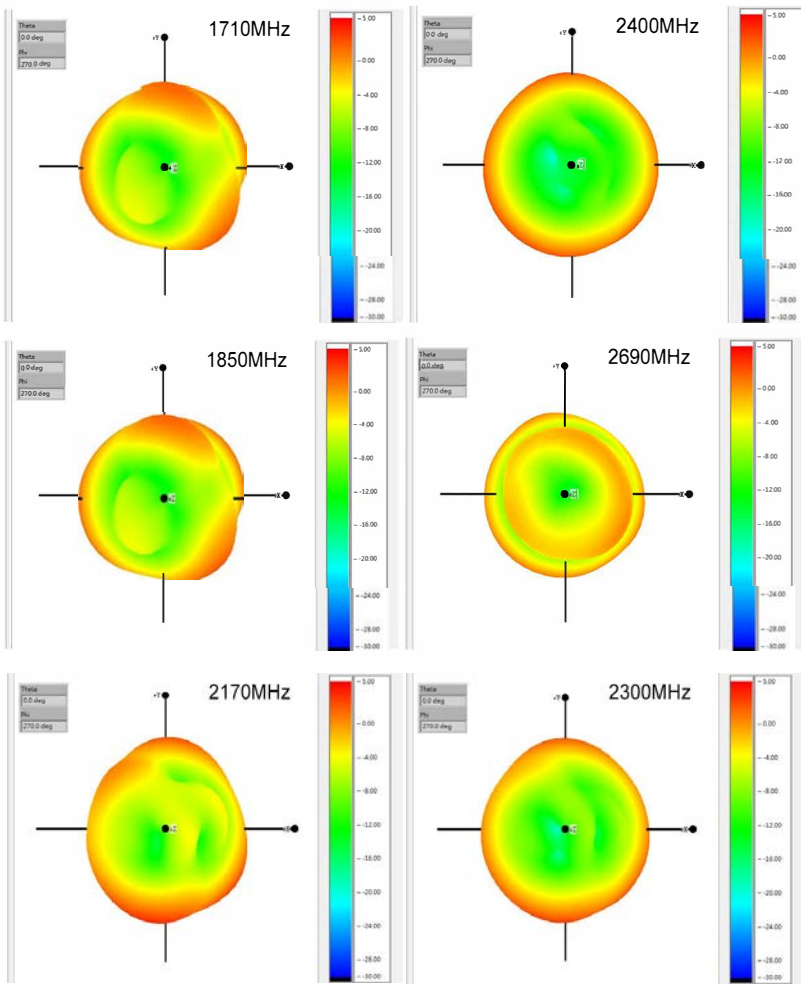 Theta
0.0 deg
Phi
270.0 deg
+Y
1710MHz
+Z
5.00
0.00
-4.00
-8.00
-12.00
-16.00
-20.00
-24.00
-28.00
-30.00
Theta
0.0 deg
Phi
270.0 deg
+Y
2400MHz
+Z
5.00
0.00
-4.00
-8.00
-12.00
-16.00
-20.00
-24.00
-28.00
-30.00
Theta
0.0 deg
Phi
270.0 deg
+Y
1850MHz
+Z
5.00
0.00
-4.00
-8.00
-12.00
-16.00
-20.00
-24.00
-28.00
-30.00
Theta
0.0 deg
Phi
270.0 deg
+Y
2690MHz
+Z
5.00
0.00
-4.00
-8.00
-12.00
-16.00
-20.00
-24.00
-28.00
-30.00
Theta
0.0 deg
Phi
270.0 deg
+Y
2170MHz
+Z
5.00
0.00
-4.00
-8.00
-12.00
-16.00
-20.00
-24.00
-28.00
-30.00
Theta
0.0 deg
Phi
270.0 deg
+Y
2300MHz
+Z
5.00
0.00
-4.00
-8.00
-12.00
-16.00
-20.00
-24.00
-28.00
-30.00